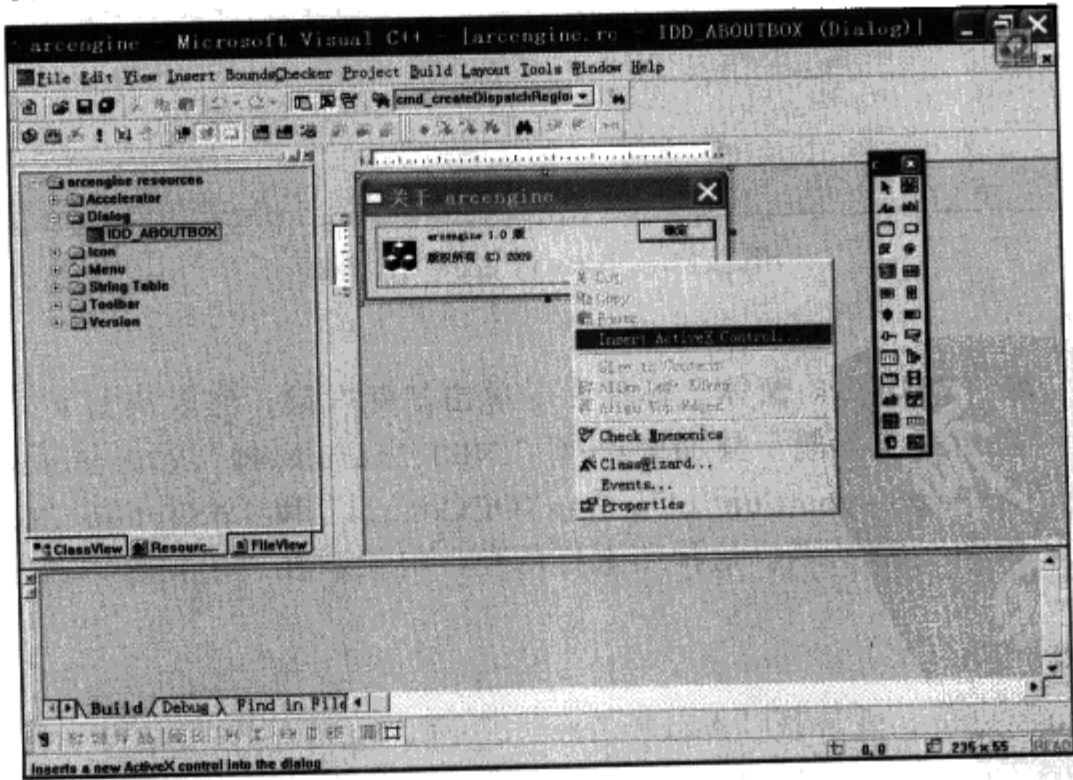 arcengine - Microsoft Visual C++ - [arcengine.rc - IDD_ABOUTBOX (Dialog)]
File Edit View Insert BoundsChecker Project Build Layout Tools Window Help
cmd_createDispatchRegion
arcengine resources
Accelerator
Dialog
IDD_ABOUTBOX
Icon
Menu
String Table
Toolbar
Version
关于 arcengine
arcengine 1.0 版
确定
版权所有 (C) 2009
Cut
Copy
Paste
Insert ActiveX Control...
Size to Content
Align Left Edges
Align Top Edges
Check Mnemonics
ClassWizard...
Events...
Properties
Aa ab|
ClassView Resourc... FileView
Build Debug Find in File
0, 0 235 x 55 READ
Inserts a new ActiveX control into the dialog